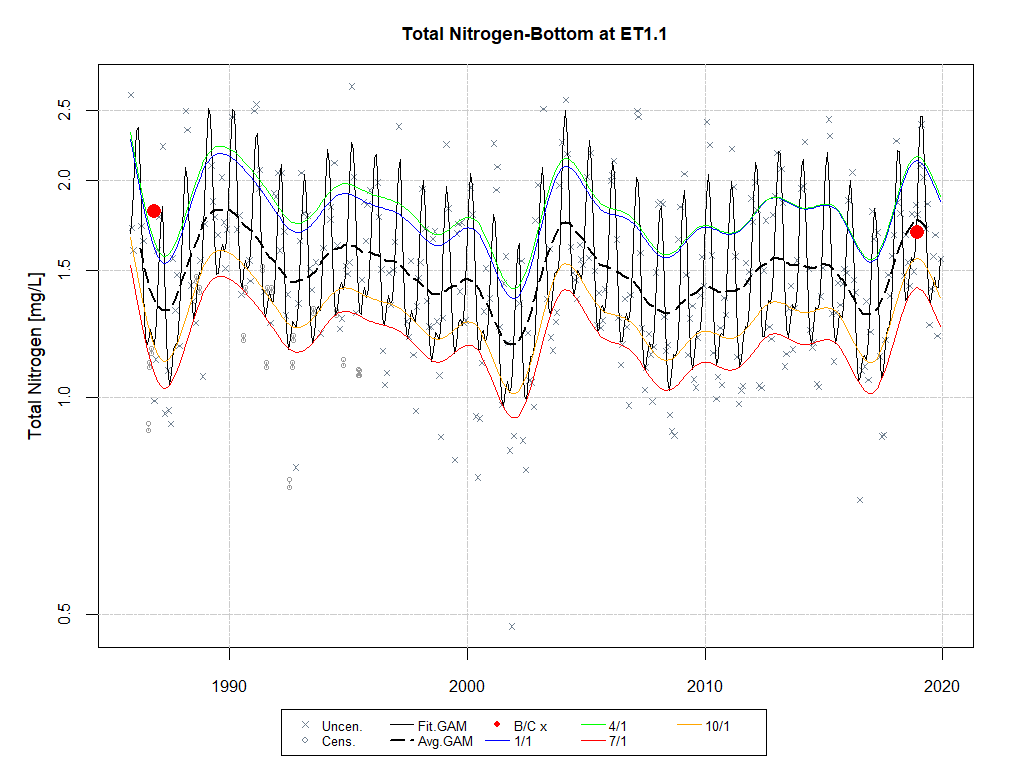 Total Nitrogen-Bottom at ET1.1
Total Nitrogen [mg/L]
2.5
2.0
1.5
1.0
0.5
1990 2000 2010 2020
Uncen. Fit.GAM B/C x 4/1 10/1
Cens. Avg.GAM 1/1 7/1